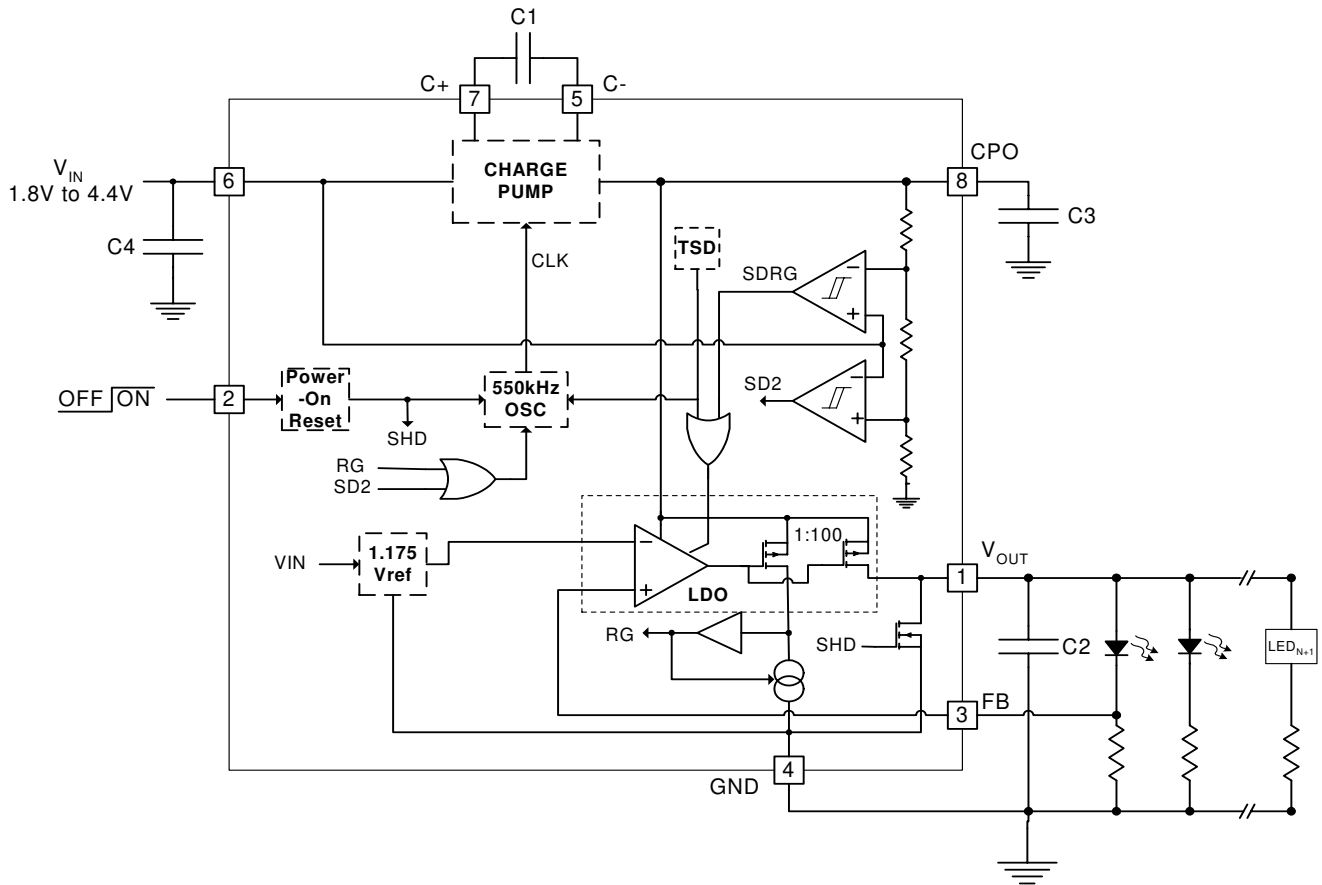 C1
C+
7
5
C-
V_IN
1.8V to 4.4V
6
CHARGE
PUMP
CPO
8
C3
C4
CLK
TSD
SDRG
−
+
OFF ON
2
Power
-On
Reset
550kHz
OSC
SD2
−
+
SHD
RG
SD2
VIN
1.175
Vref
−
+
1:100
LDO
V_OUT
1
RG
SHD
C2
LED_N+1
3
FB
4
GND